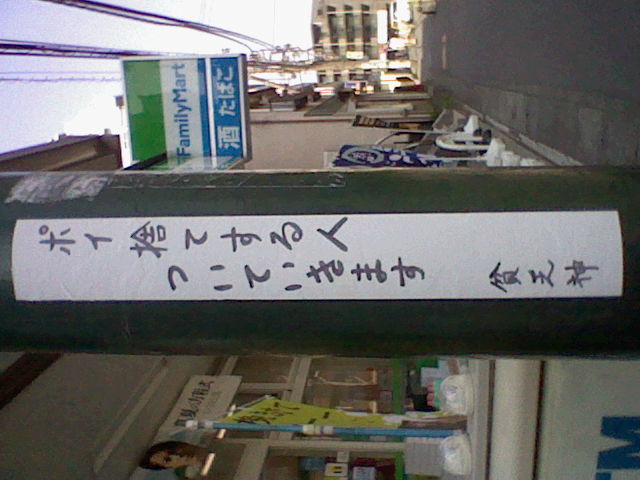 ポイ捨てする人
ついていきます
貧乏神
FamilyMart
酒 たばこ